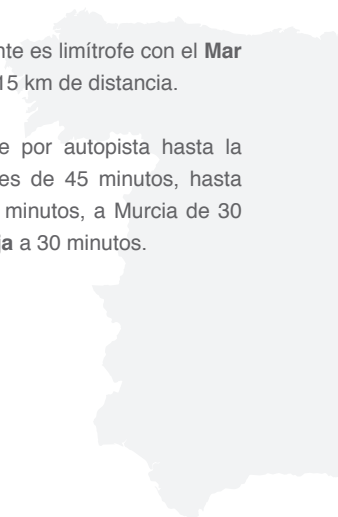 nte es limítrofe con el Mar
15 km de distancia.
e por autopista hasta la
es de 45 minutos, hasta
minutos, a Murcia de 30
ja a 30 minutos.